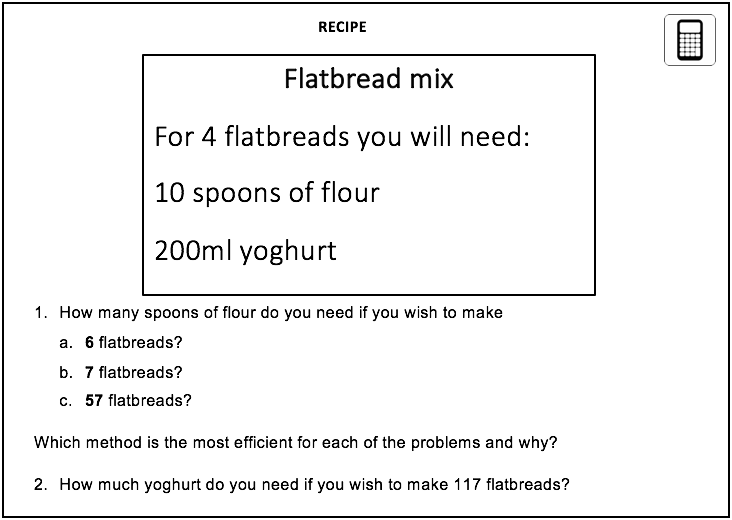 RECIPE
Flatbread mix
For 4 flatbreads you will need:
10 spoons of flour
200ml yoghurt
1. How many spoons of flour do you need if you wish to make
a. 6 flatbreads?
b. 7 flatbreads?
c. 57 flatbreads?
Which method is the most efficient for each of the problems and why?
2. How much yoghurt do you need if you wish to make 117 flatbreads?